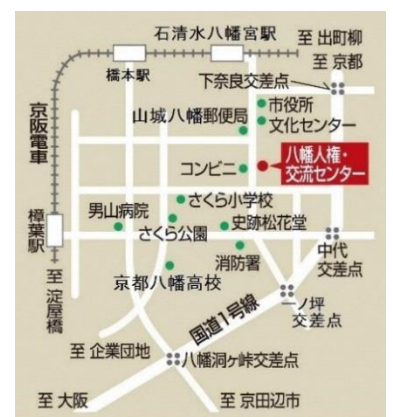 石清水八幡宮駅
至 出町柳
橋本駅
至 京都
下奈良交差点
市役所
山城八幡郵便局
文化センター
京阪電車
コンビニ
八幡人権・
交流センター
さくら小学校
男山病院
史跡松花堂
樟葉駅
さくら公園
中代
交差点
消防署
京都八幡高校
至 淀屋橋
一ノ坪
交差点
国道1号線
至 企業団地
八幡洞ヶ峠交差点
至 大阪
至 京田辺市